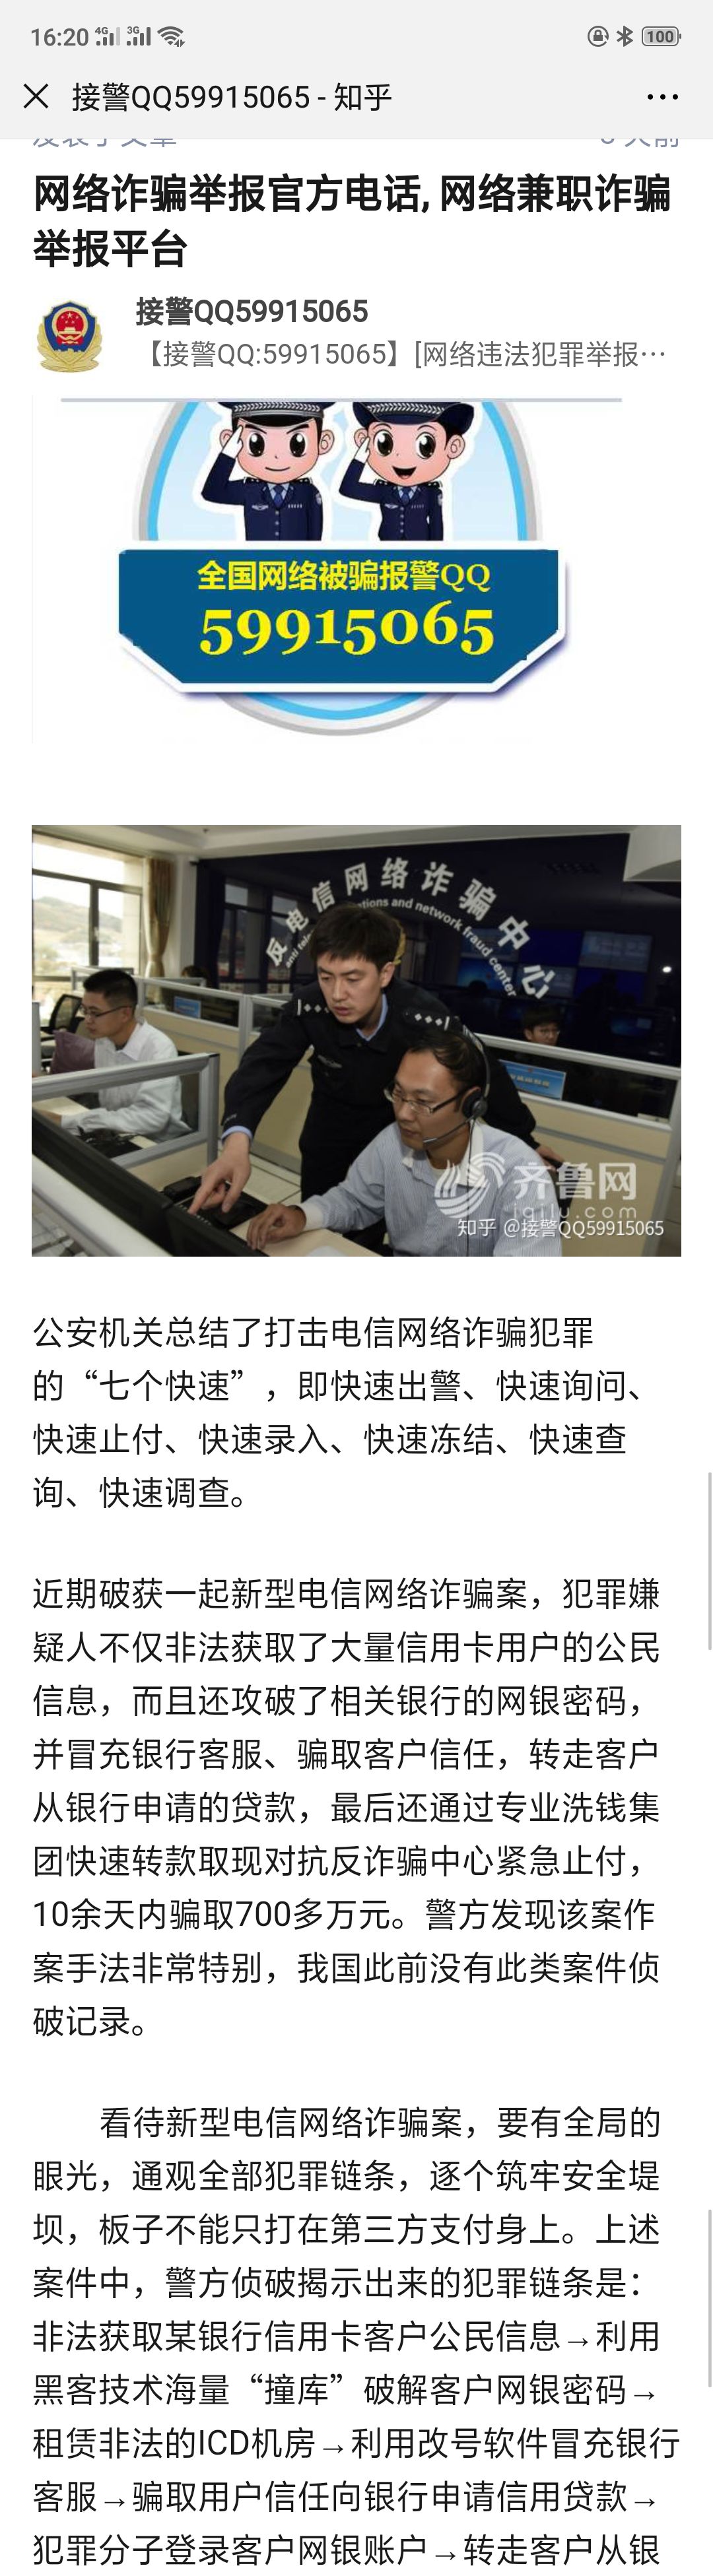 16:20 4G 3G 100
接警QQ59915065 - 知乎
网络诈骗举报官方电话, 网络兼职诈骗
举报平台
接警QQ59915065
【接警QQ:59915065】[网络违法犯罪举报…
全国网络被骗报警QQ
59915065
反电信网络诈骗中心
anti tele tions and network fraud center
齐鲁网
iqilu.com
知乎 @接警QQ59915065
公安机关总结了打击电信网络诈骗犯罪
的“七个快速”，即快速出警、快速询问、
快速止付、快速录入、快速冻结、快速查
询、快速调查。
近期破获一起新型电信网络诈骗案，犯罪嫌
疑人不仅非法获取了大量信用卡用户的公民
信息，而且还攻破了相关银行的网银密码，
并冒充银行客服、骗取客户信任，转走客户
从银行申请的贷款，最后还通过专业洗钱集
团快速转款取现对抗反诈骗中心紧急止付，
10余天内骗取700多万元。警方发现该案作
案手法非常特别，我国此前没有此类案件侦
破记录。
看待新型电信网络诈骗案，要有全局的
眼光，通观全部犯罪链条，逐个筑牢安全堤
坝，板子不能只打在第三方支付身上。上述
案件中，警方侦破揭示出来的犯罪链条是：
非法获取某银行信用卡客户公民信息→利用
黑客技术海量“撞库”破解客户网银密码→
租赁非法的ICD机房→利用改号软件冒充银行
客服→骗取用户信任向银行申请信用贷款→
犯罪分子登录客户网银账户→转走客户从银